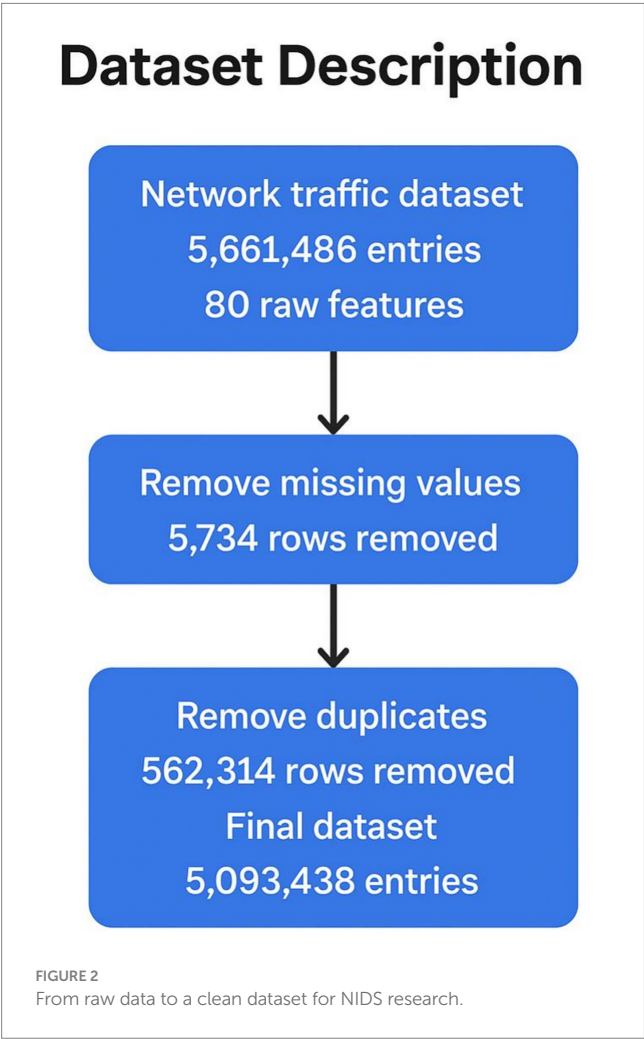 Dataset Description
Network traffic dataset
5,661,486 entries
80 raw features
Remove missing values
5,734 rows removed
Remove duplicates
562,314 rows removed
Final dataset
5,093,438 entries
FIGURE 2
From raw data to a clean dataset for NIDS research.